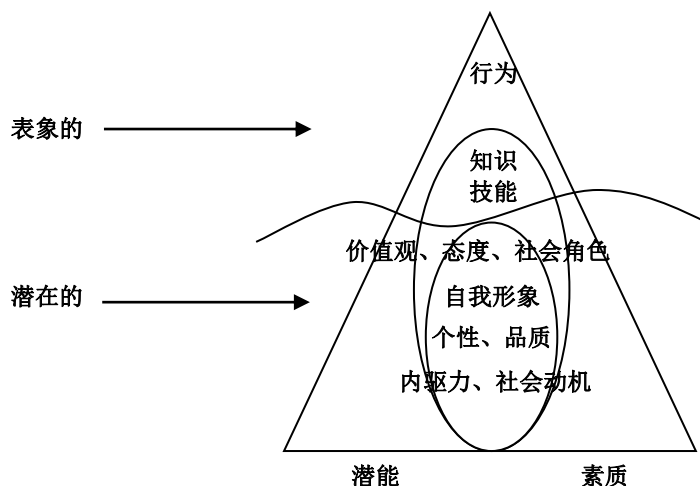 行为
表象的
知识
技能
价值观、态度、社会角色
潜在的
自我形象
个性、品质
内驱力、社会动机
潜能
素质